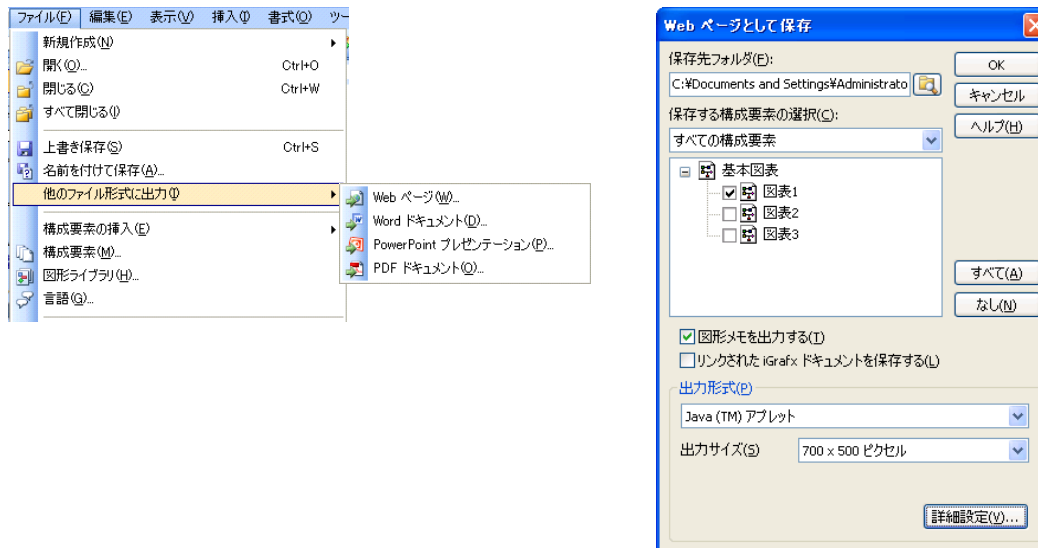 ファイル(F) 編集(E) 表示(V) 挿入(I) 書式(O) ツー
新規作成(N)
開く(O)... Ctrl+O
閉じる(C) Ctrl+W
すべて閉じる(I)
上書き保存(S) Ctrl+S
名前を付けて保存(A)...
他のファイル形式に出力(I)
Web ページ(W)...
Word ドキュメント(D)...
PowerPoint プレゼンテーション(P)...
PDF ドキュメント(O)...
構成要素の挿入(E)
構成要素(M)...
図形ライブラリ(H)...
言語(G)...
Web ページとして保存
保存先フォルダ(F):
C:¥Documents and Settings¥Administrato
OK
キャンセル
ヘルプ(H)
保存する構成要素の選択(C):
すべての構成要素
基本図表
図表1
図表2
図表3
すべて(A)
なし(N)
図形メモを出力する(T)
リンクされた iGrafx ドキュメントを保存する(L)
出力形式(P)
Java (TM) アプレット
出力サイズ(S) 700 x 500 ピクセル
詳細設定(V)...